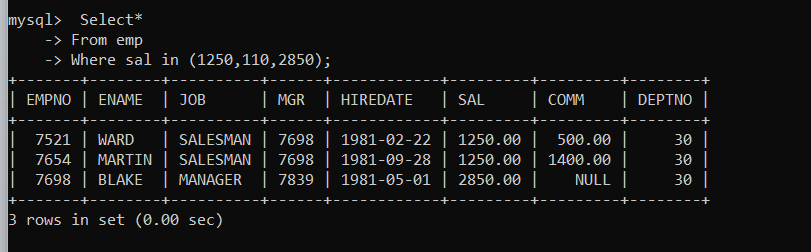 mysql>  Select*
    -> From emp
    -> Where sal in (1250,110,2850);
+-------+--------+----------+------+------------+---------+---------+--------+
| EMPNO | ENAME  | JOB      | MGR  | HIREDATE   | SAL     | COMM    | DEPTNO |
+-------+--------+----------+------+------------+---------+---------+--------+
|  7521 | WARD   | SALESMAN | 7698 | 1981-02-22 | 1250.00 |  500.00 |     30 |
|  7654 | MARTIN | SALESMAN | 7698 | 1981-09-28 | 1250.00 | 1400.00 |     30 |
|  7698 | BLAKE  | MANAGER  | 7839 | 1981-05-01 | 2850.00 |    NULL |     30 |
+-------+--------+----------+------+------------+---------+---------+--------+
3 rows in set (0.00 sec)